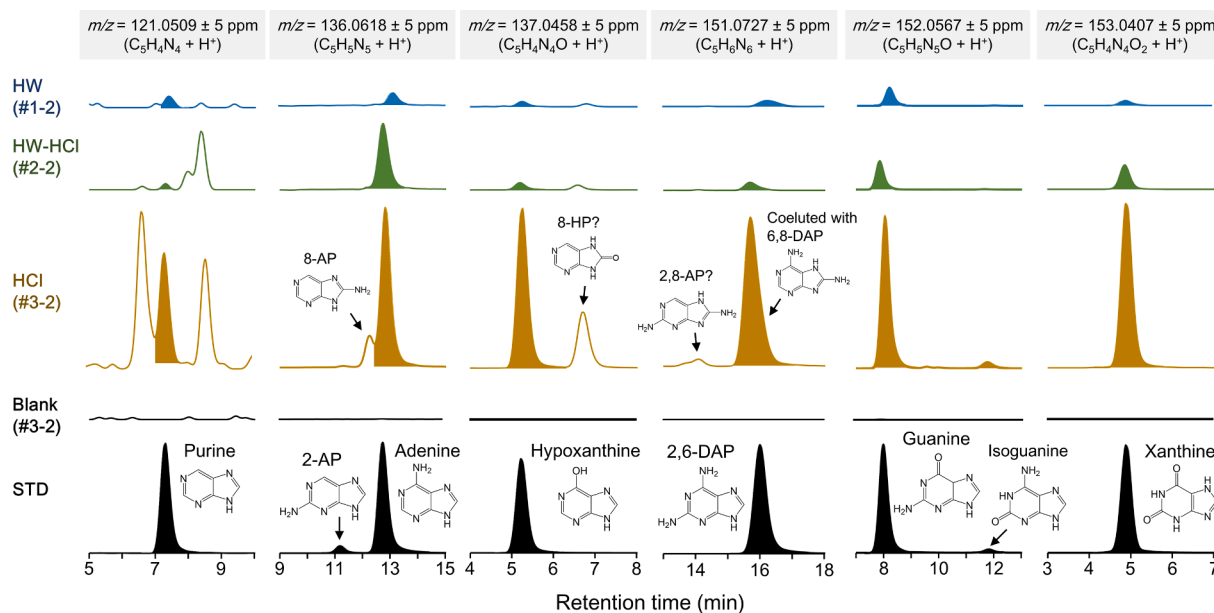 m/z = 121.0509 ± 5 ppm
(C₅H₄N₄ + H⁺)
m/z = 136.0618 ± 5 ppm
(C₅H₅N₅ + H⁺)
m/z = 137.0458 ± 5 ppm
(C₅H₄N₄O + H⁺)
m/z = 151.0727 ± 5 ppm
(C₅H₆N₆ + H⁺)
m/z = 152.0567 ± 5 ppm
(C₅H₅N₅O + H⁺)
m/z = 153.0407 ± 5 ppm
(C₅H₄N₄O₂ + H⁺)
HW
(#1-2)
HW-HCl
(#2-2)
HCl
(#3-2)
8-AP
N
N
N
N
H
NH₂
8-HP?
N
N
H
N
N
H
O
2,8-AP?
H₂N
N
N
H
N
N
NH₂
Coeluted with
6,8-DAP
NH₂
N
N
H
N
N
NH₂
Blank
(#3-2)
STD
Purine
N
N
N
N
H
2-AP
H₂N
N
N
N
N
H
Adenine
NH₂
N
N
N
N
H
Hypoxanthine
OH
N
N
N
N
H
2,6-DAP
NH₂
H₂N
N
N
N
N
H
Guanine
O
H₂N
N
N
N
N
H
Isoguanine
NH₂
HN
O
N
N
N
H
Xanthine
O
HN
O
N
H
H
N
N
5 7 9
9 11 13 15
4 5 6 7 8
13 14 16 18
8 10 12
3 4 5 6 7
Retention time (min)